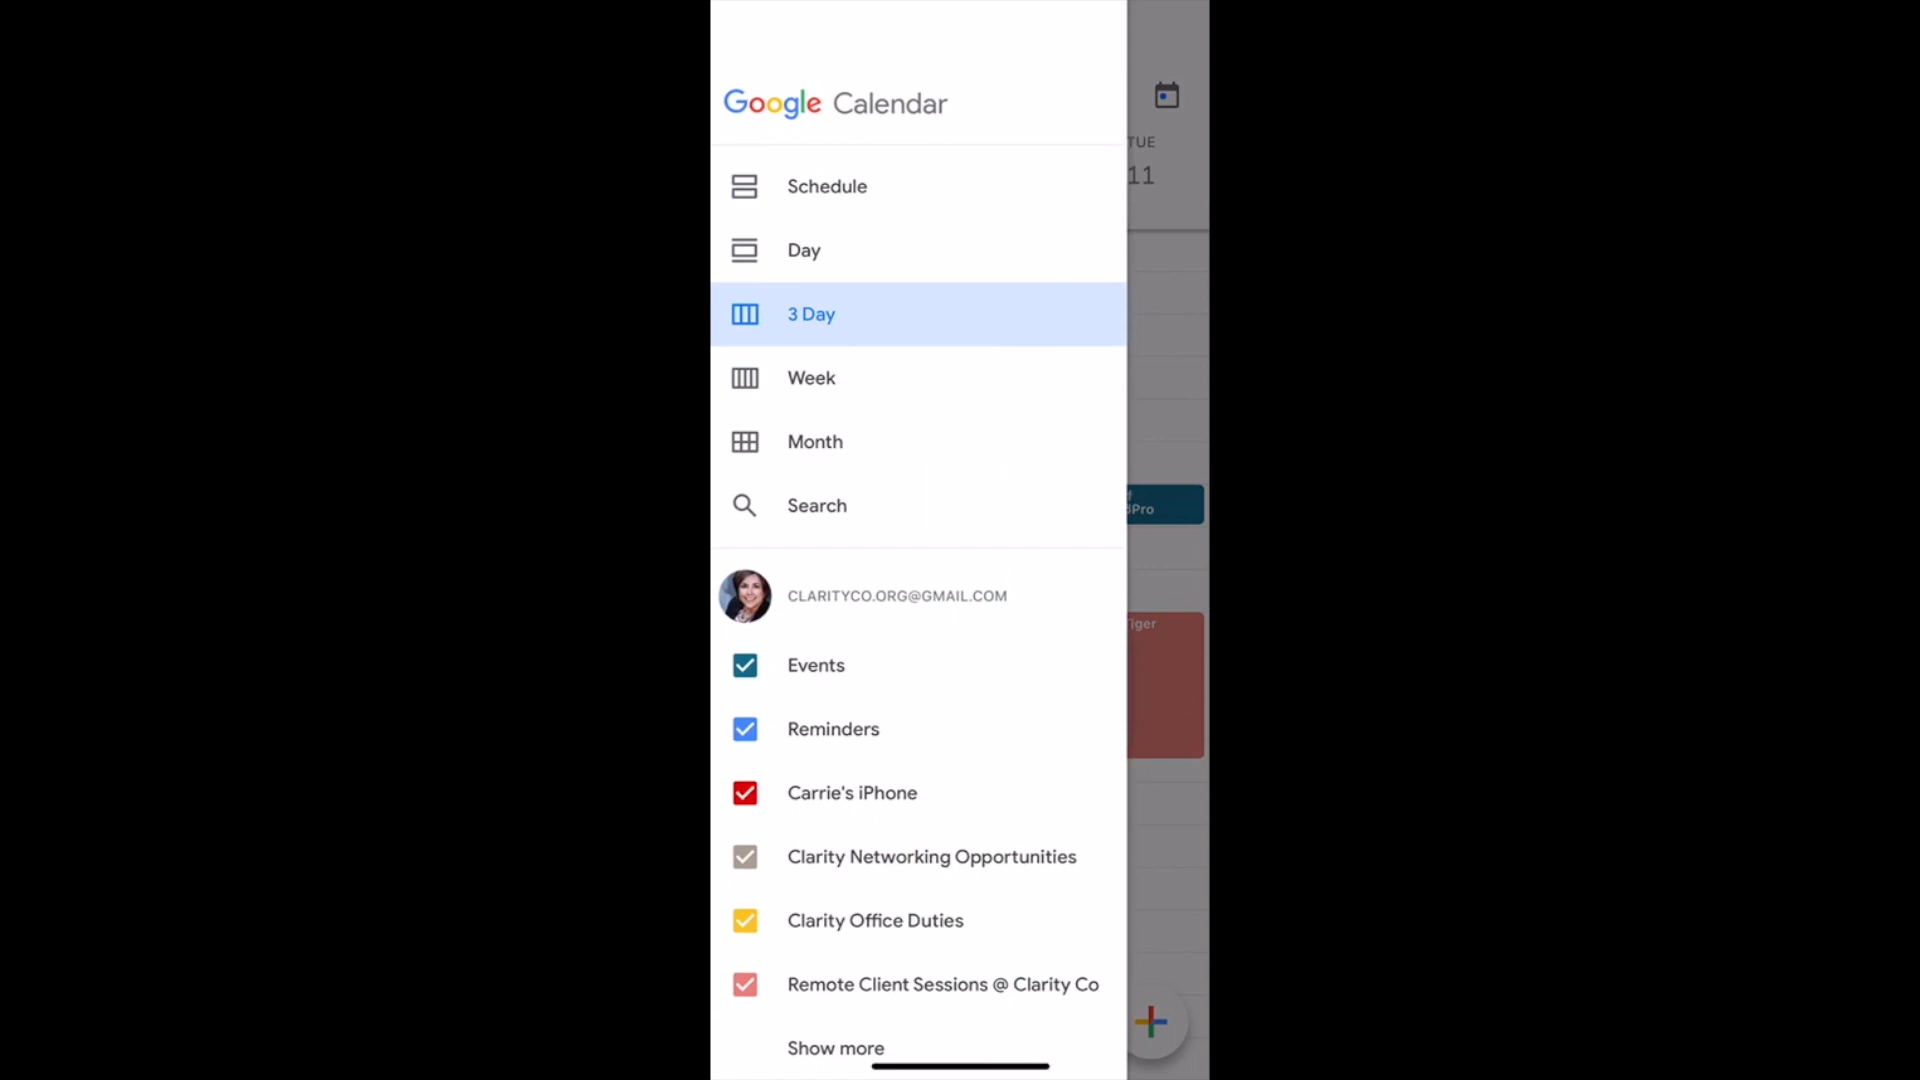 Google Calendar
TUE
11
Schedule
Day
3 Day
Week
Month
Search
dPro
CLARITYCO.ORG@GMAIL.COM
iger
Events
Reminders
Carrie's iPhone
Clarity Networking Opportunities
Clarity Office Duties
Remote Client Sessions @ Clarity Co
Show more